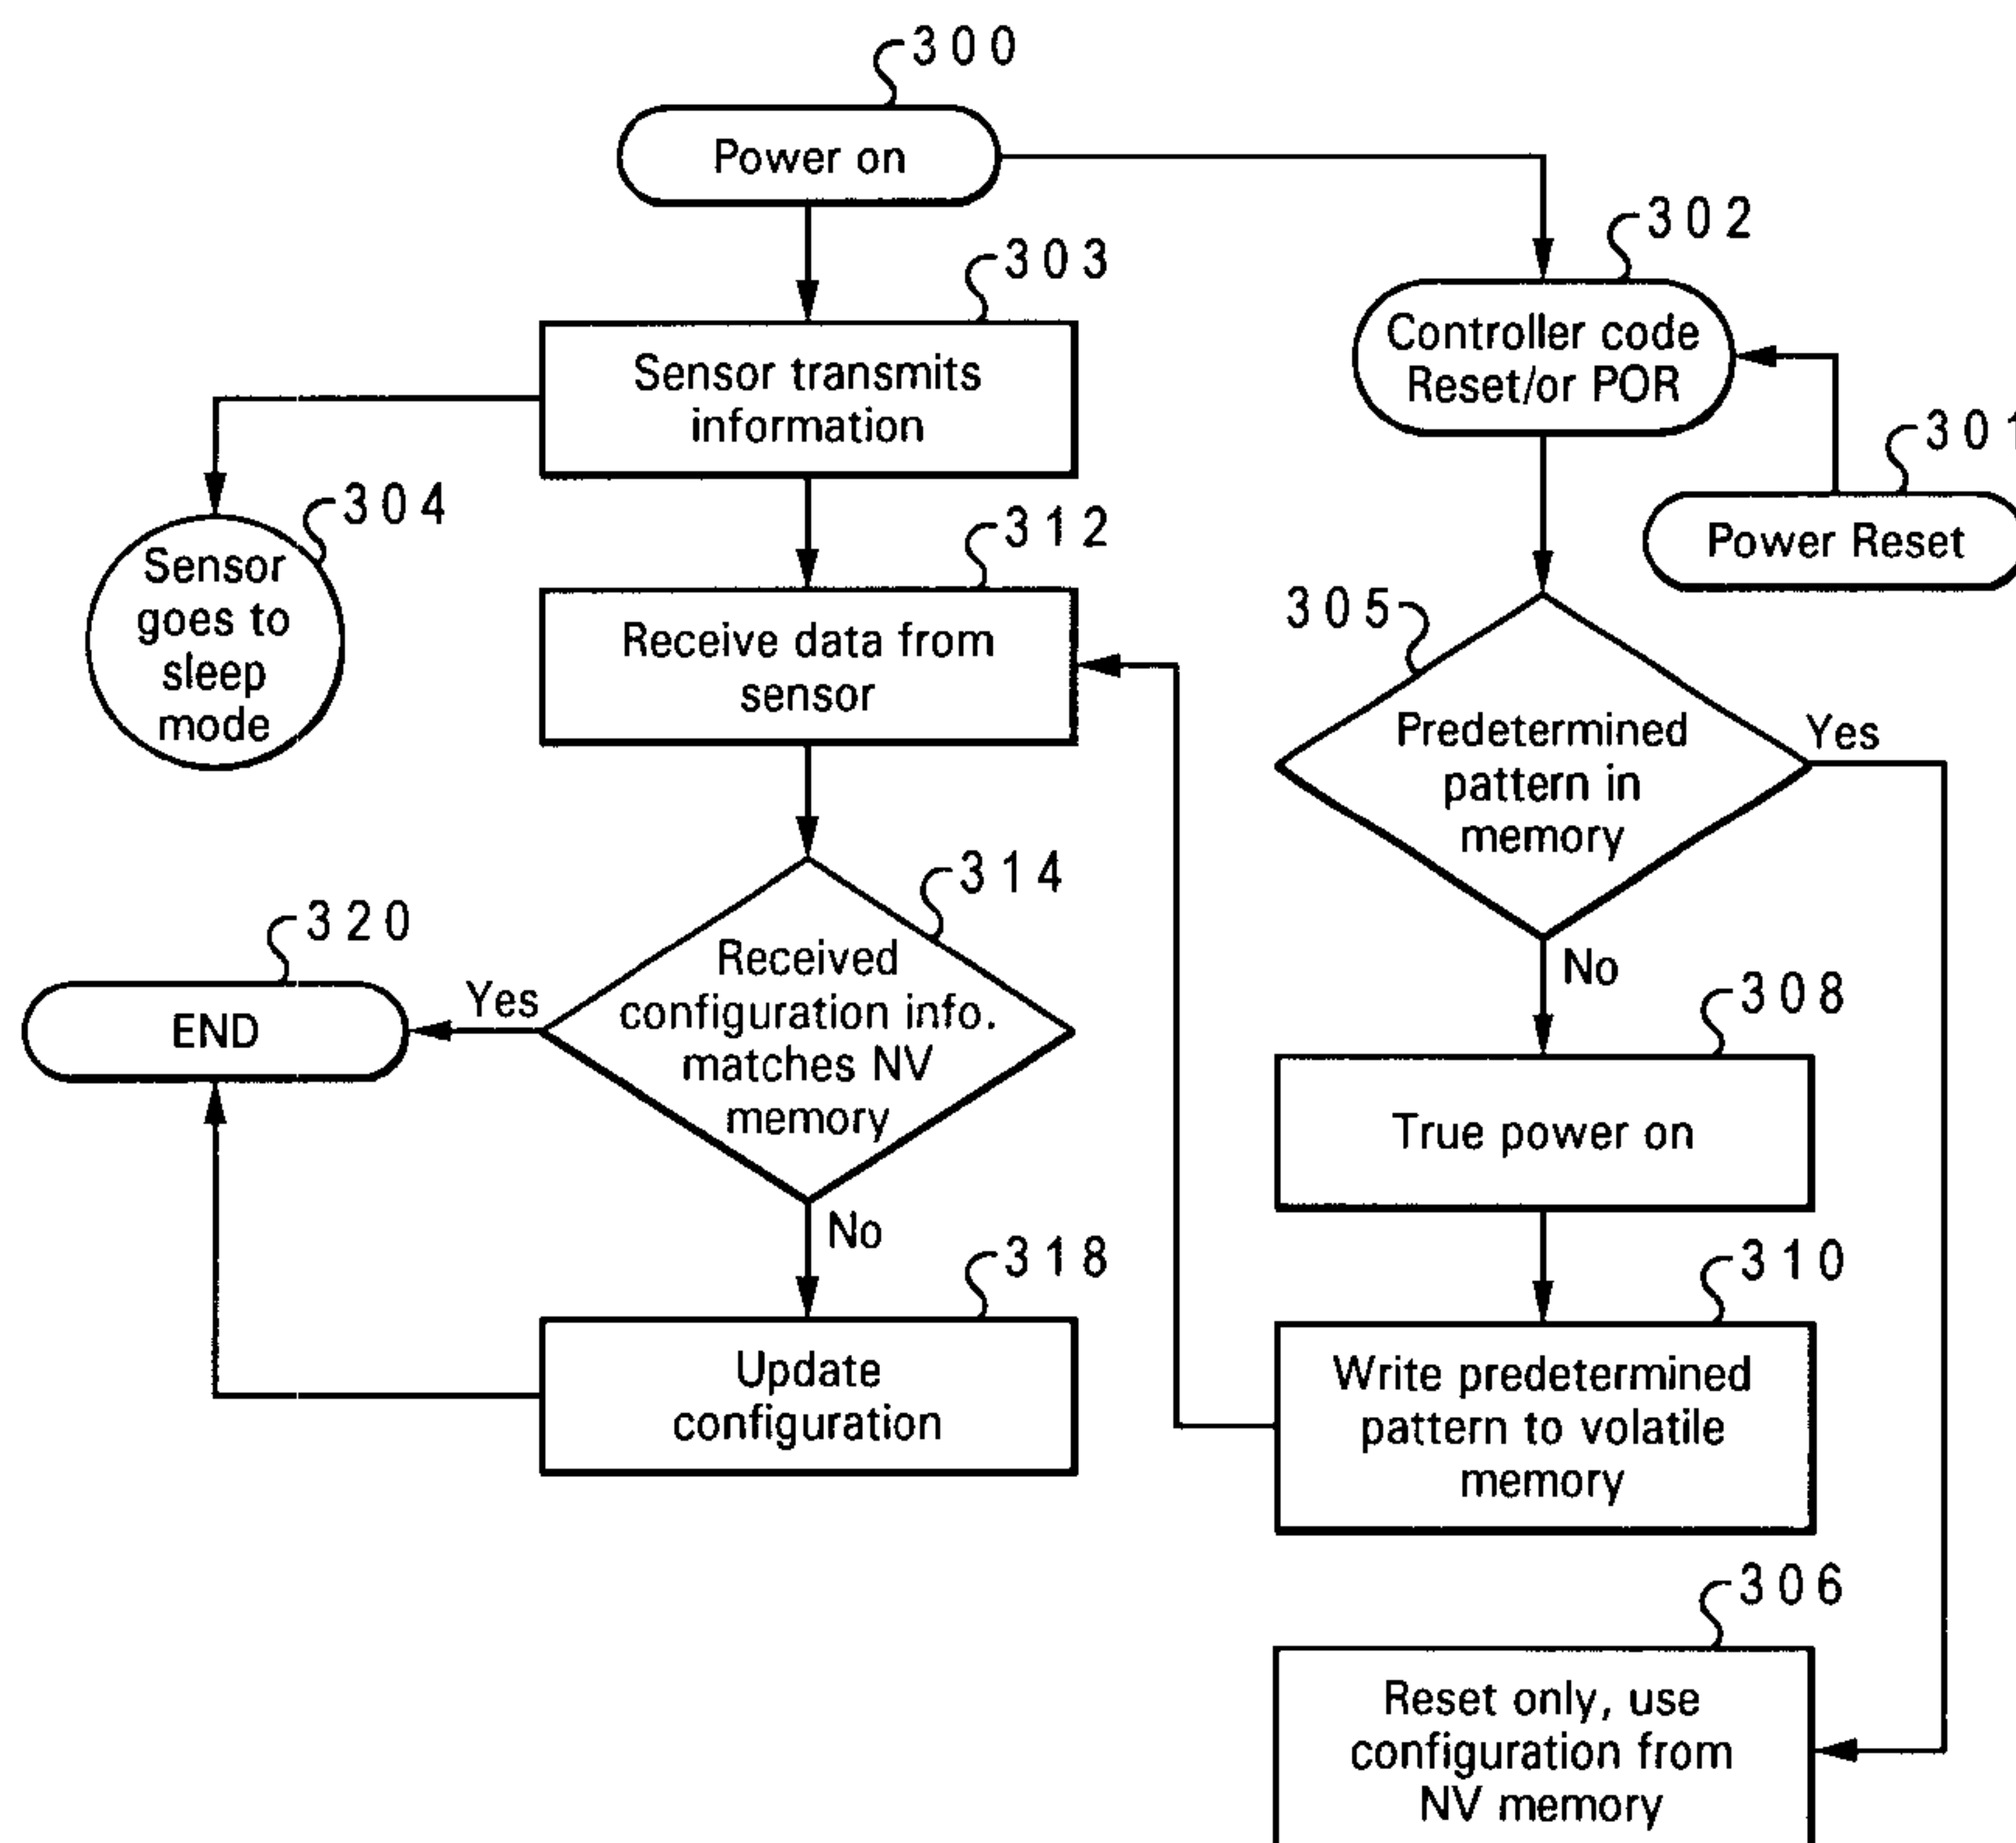 300
Power on
302
303
Controller code
Reset/or POR
Sensor transmits
information
301
Power Reset
304
Sensor
goes to
sleep
mode
312
Receive data from
sensor
305
Predetermined
pattern in
memory
Yes
No
314
Received
configuration info.
matches NV
memory
Yes
320
END
No
308
True power on
318
Update
configuration
310
Write predetermined
pattern to volatile
memory
306
Reset only, use
configuration from
NV memory